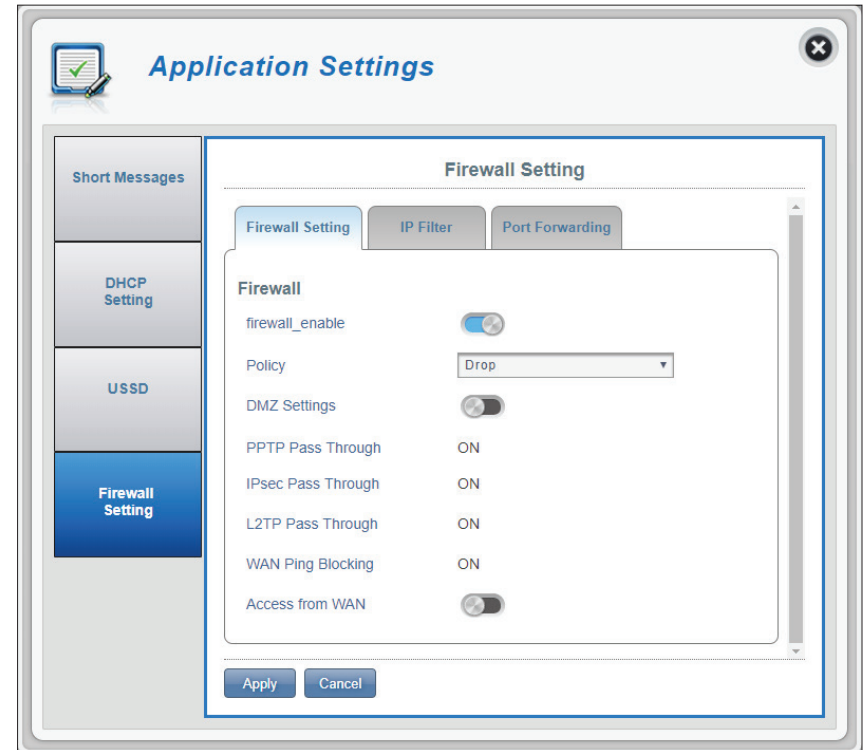 Application Settings
Short Messages
DHCP
Setting
USSD
Firewall
Setting
Firewall Setting
Firewall Setting
IP Filter
Port Forwarding
Firewall
firewall_enable
Policy
Drop
DMZ Settings
PPTP Pass Through
ON
IPsec Pass Through
ON
L2TP Pass Through
ON
WAN Ping Blocking
ON
Access from WAN
Apply
Cancel